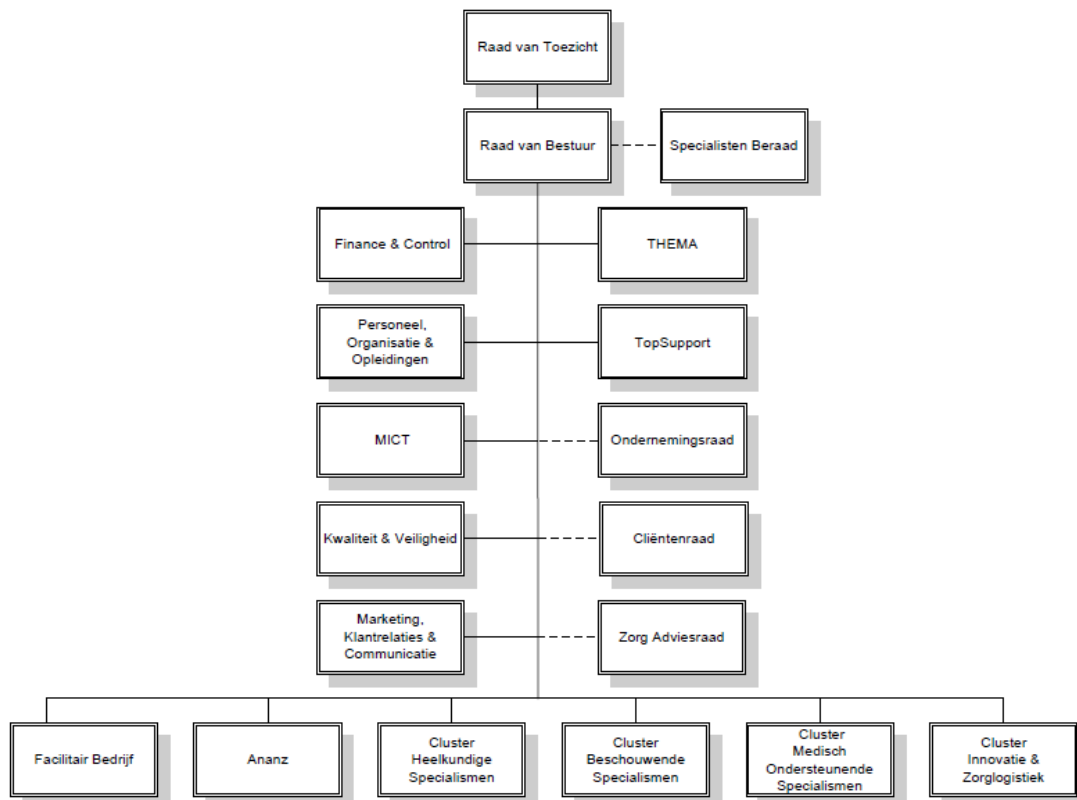 Raad van Toezicht
Raad van Bestuur
Specialisten Beraad
Finance & Control
THEMA
Personeel,
Organisatie &
Opleidingen
TopSupport
MICT
Ondernemingsraad
Kwaliteit & Veiligheid
Cliëntenraad
Marketing,
Klantrelaties &
Communicatie
Zorg Adviesraad
Facilitair Bedrijf
Ananz
Cluster
Heelkundige
Specialismen
Cluster
Beschouwende
Specialismen
Cluster
Medisch
Ondersteunende
Specialismen
Cluster
Innovatie &
Zorglogistiek